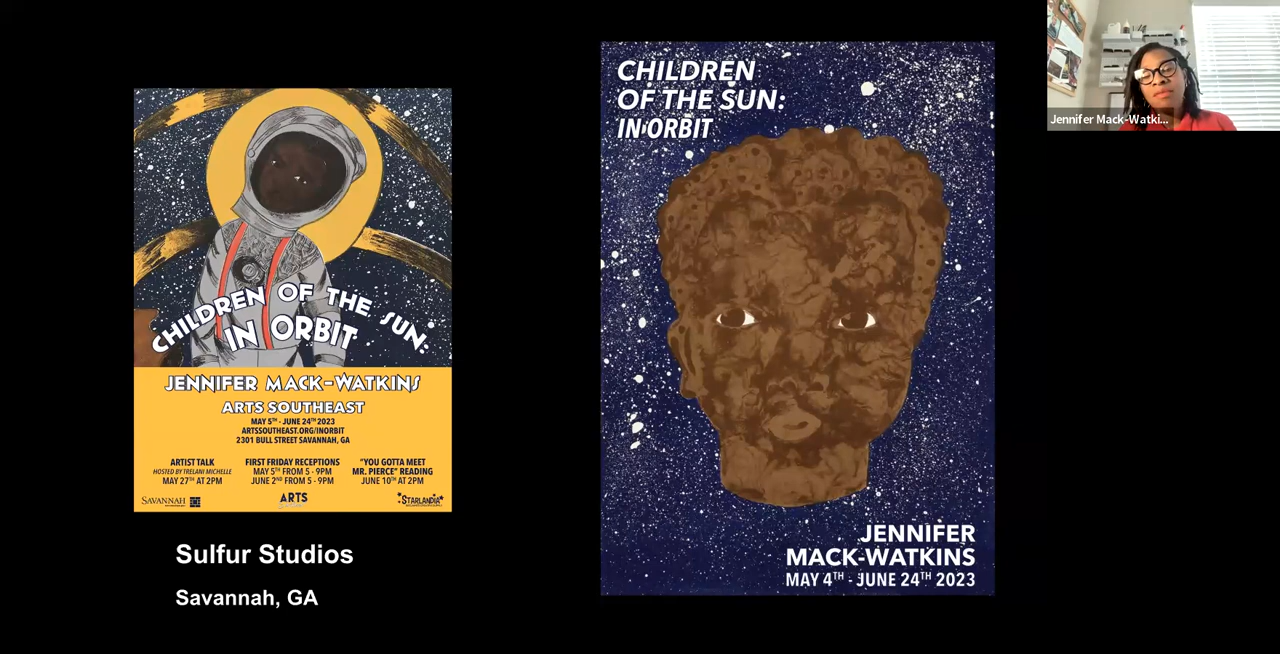 CHILDREN OF THE SUN:
IN ORBIT
JENNIFER MACK-WATKINS
ARTS SOUTHEAST
MAY 5TH - JUNE 24TH 2023
ARTSSOUTHEAST.ORG/INORBIT
2301 BULL STREET SAVANNAH, GA
ARTIST TALK
HOSTED BY TRELANI MICHELLE
MAY 27TH AT 2PM
FIRST FRIDAY RECEPTIONS
MAY 5TH FROM 5 - 9PM
JUNE 2ND FROM 5 - 9PM
"YOU GOTTA MEET
MR. PIERCE" READING
JUNE 10TH AT 2PM
SAVANNAH
ARTS
STARLANDIA
Sulfur Studios
Savannah, GA
CHILDREN
OF THE SUN:
IN ORBIT
JENNIFER
MACK-WATKINS
MAY 4TH - JUNE 24TH 2023
Jennifer Mack-Watki...